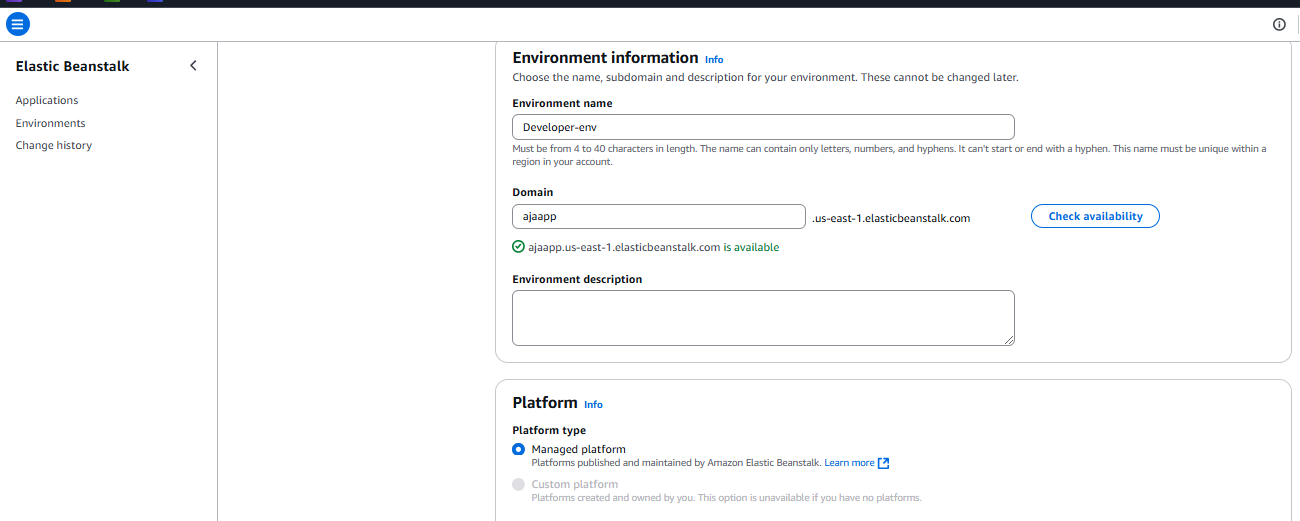 Elastic Beanstalk
Applications
Environments
Change history
Environment information Info
Choose the name, subdomain and description for your environment. These cannot be changed later.
Environment name
Developer-env
Must be from 4 to 40 characters in length. The name can contain only letters, numbers, and hyphens. It can't start or end with a hyphen. This name must be unique within a
region in your account.
Domain
ajaapp .us-east-1.elasticbeanstalk.com Check availability
ajaapp.us-east-1.elasticbeanstalk.com is available
Environment description
Platform Info
Platform type
Managed platform
Platforms published and maintained by Amazon Elastic Beanstalk. Learn more
Custom platform
Platforms created and owned by you. This option is unavailable if you have no platforms.